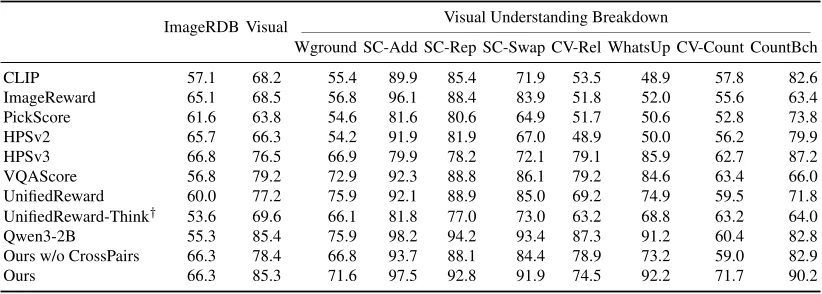 ImageRDB Visual Visual Understanding Breakdown
Wground SC-Add SC-Rep SC-Swap CV-Rel WhatsUp CV-Count CountBch
CLIP 57.1 68.2 55.4 89.9 85.4 71.9 53.5 48.9 57.8 82.6
ImageReward 65.1 68.5 56.8 96.1 88.4 83.9 51.8 52.0 55.6 63.4
PickScore 61.6 63.8 54.6 81.6 80.6 64.9 51.7 50.6 52.8 73.8
HPSv2 65.7 66.3 54.2 91.9 81.9 67.0 48.9 50.0 56.2 79.9
HPSv3 66.8 76.5 66.9 79.9 78.2 72.1 79.1 85.9 62.7 87.2
VQAScore 56.8 79.2 72.9 92.3 88.8 86.1 79.2 84.6 63.4 66.0
UnifiedReward 60.0 77.2 75.9 92.1 88.9 85.0 69.2 74.9 59.5 71.8
UnifiedReward-Think† 53.6 69.6 66.1 81.8 77.0 73.0 63.2 68.8 63.2 64.0
Qwen3-2B 55.3 85.4 75.9 98.2 94.2 93.4 87.3 91.2 60.4 82.8
Ours w/o CrossPairs 66.3 78.4 66.8 93.7 88.1 84.4 78.9 73.2 59.0 82.9
Ours 66.3 85.3 71.6 97.5 92.8 91.9 74.5 92.2 71.7 90.2